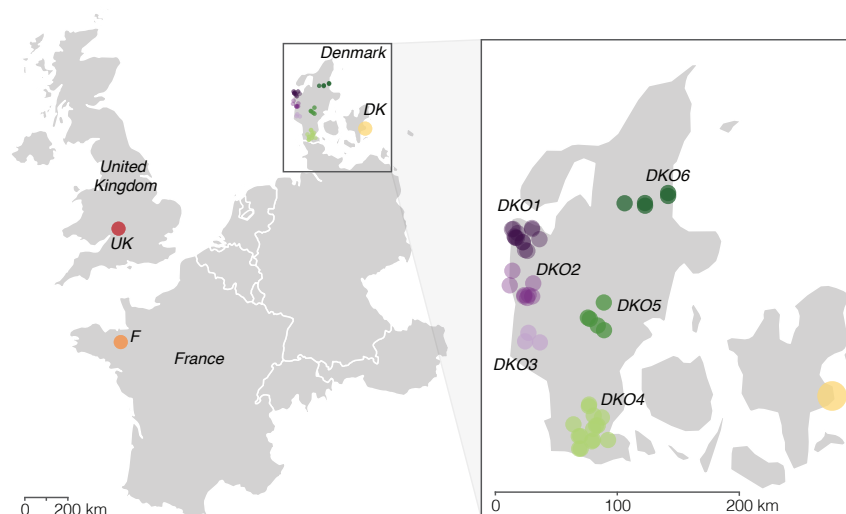 Denmark
DK
United
Kingdom
UK
F
France
0 200 km
DKO6
DKO1
DKO2
DKO5
DKO3
DKO4
0 100 200 km